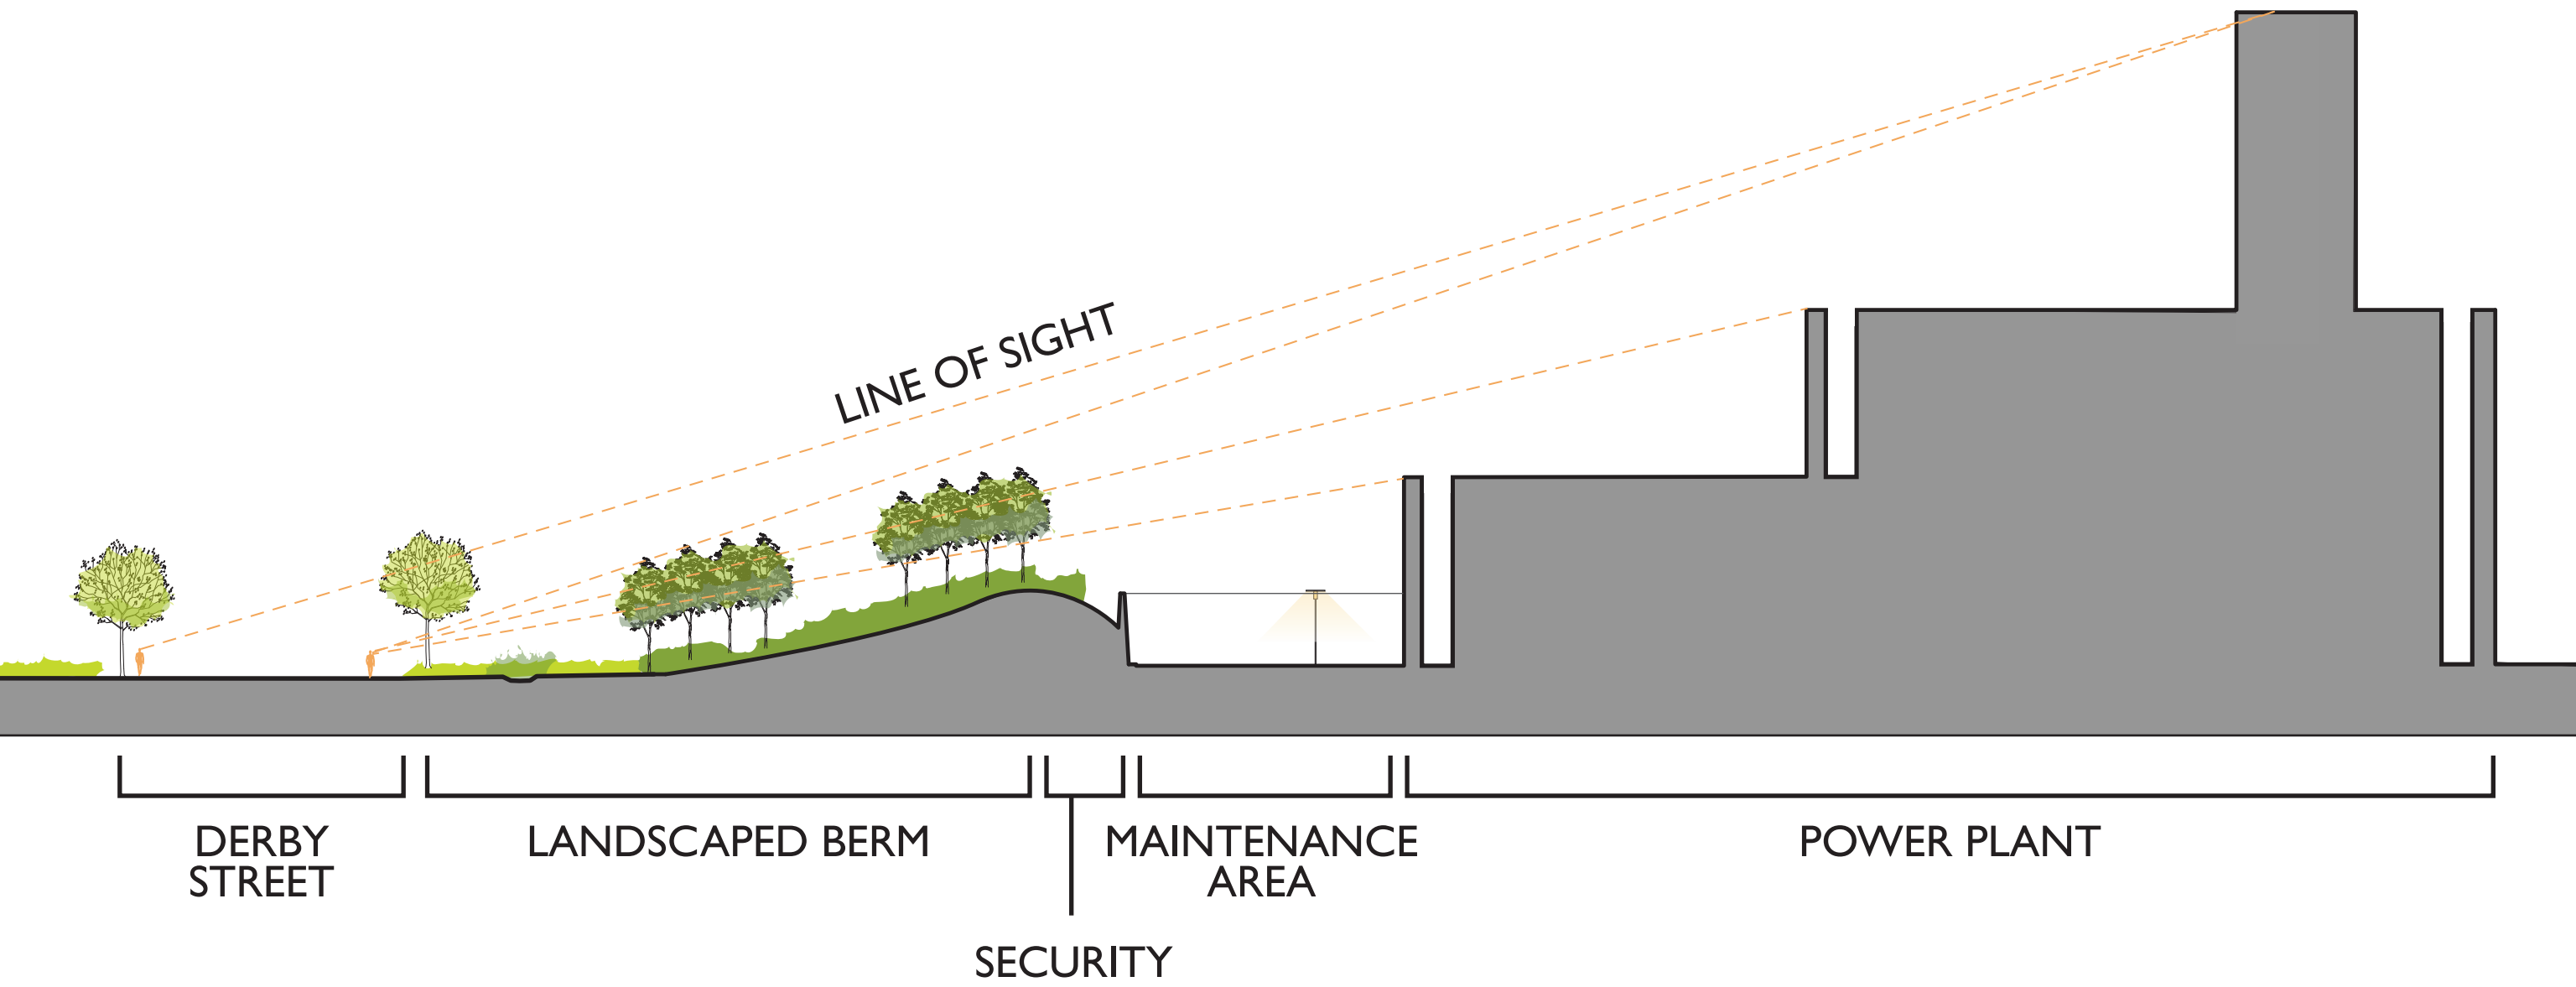 LINE OF SIGHT
DERBY
STREET
LANDSCAPED BERM
SECURITY
MAINTENANCE
AREA
POWER PLANT